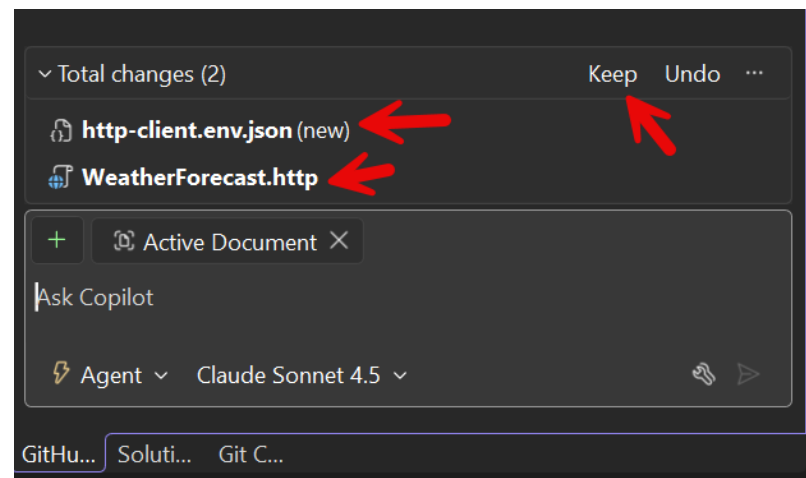 Total changes (2) Keep Undo ...
http-client.env.json (new)
WeatherForecast.http
+ Active Document
Ask Copilot
Agent Claude Sonnet 4.5
GitHu... Soluti... Git C...